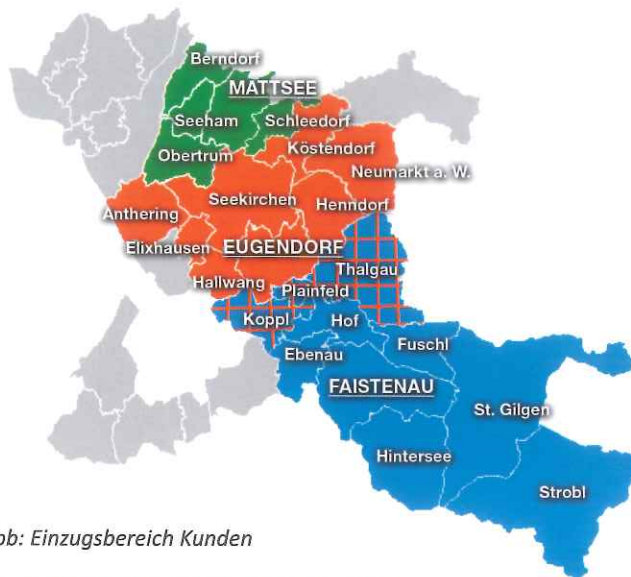 Berndorf
MATTSEE
Seeham
Schleedorf
Obertrum
Köstendorf
Neumarkt a. W.
Seekirchen
Henndorf
Anthering
Elixhausen
EUGENDORF
Hallwang
Thalgau
Plainfeld
Koppl
Hof
Ebenau
Fuschl
FAISTENAU
St. Gilgen
Hintersee
Strobl
bb: Einzugsbereich Kunden